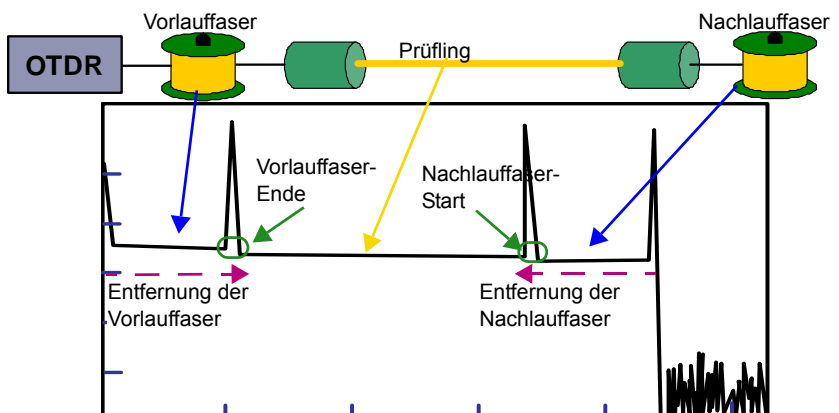 Vorlauffaser
Nachlauffaser
OTDR
Prüfling
Vorlauffaser-
Ende
Nachlauffaser-
Start
Entfernung der
Vorlauffaser
Entfernung der
Nachlauffaser